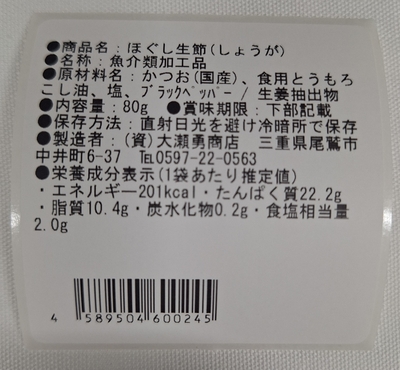 ●商品名：ほぐし生節(しょうが)
●名称：魚介類加工品
●原材料名：かつお(国産)、食用とうもろ
こし油、塩、ブラックペッパー / 生姜抽出物
●内容量：80g　●賞味期限：下部記載
●保存方法：直射日光を避け冷暗所で保存
●製造者：(資)大瀬勇商店　三重県尾鷲市
中井町6-37　℡0597-22-0563
●栄養成分表示(1袋あたり推定値)
・エネルギー201kcal・たんぱく質22.2g
・脂質10.4g・炭水化物0.2g・食塩相当量
2.0g
4 589504 600245